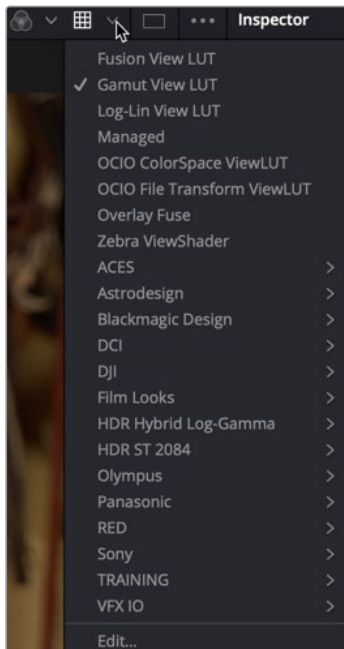 Inspector
Fusion View LUT
Gamut View LUT
Log-Lin View LUT
Managed
OCIO ColorSpace ViewLUT
OCIO File Transform ViewLUT
Overlay Fuse
Zebra ViewShader
ACES
Astrodesign
Blackmagic Design
DCI
DJI
Film Looks
HDR Hybrid Log-Gamma
HDR ST 2084
Olympus
Panasonic
RED
Sony
TRAINING
VFX IO
Edit...